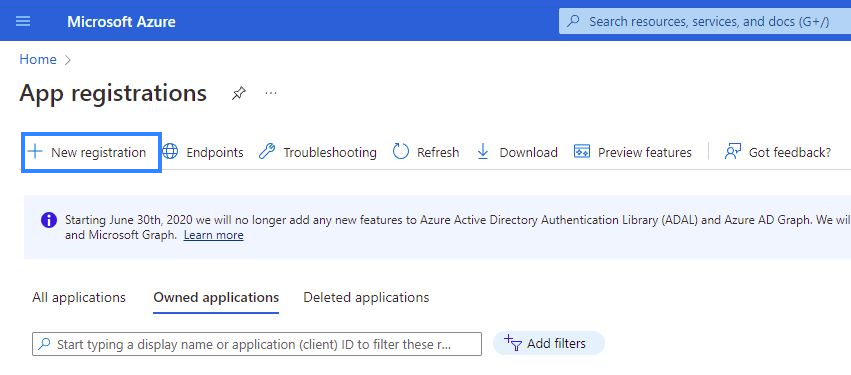 Microsoft Azure
Search resources, services, and docs (G+/)
Home
App registrations
New registration Endpoints Troubleshooting Refresh Download Preview features Got feedback?
Starting June 30th, 2020 we will no longer add any new features to Azure Active Directory Authentication Library (ADAL) and Azure AD Graph. We will
and Microsoft Graph. Learn more
All applications Owned applications Deleted applications
Start typing a display name or application (client) ID to filter these r...
Add filters